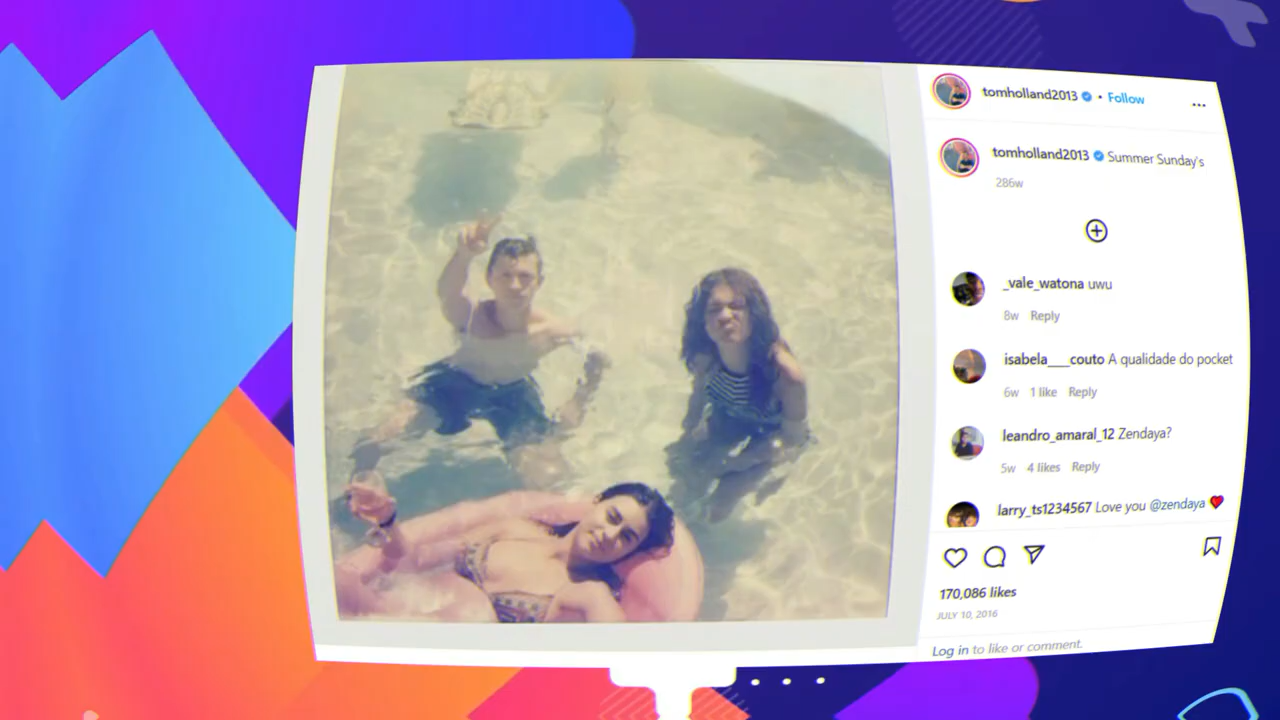 tomholland2013 • Follow
tomholland2013 Summer Sunday's
286w
_vale_watona uwu
8w Reply
isabela___couto A qualidade do pocket
6w 1 like Reply
leandro_amaral_12 Zendaya?
5w 4 likes Reply
larry_ts1234567 Love you @zendaya ❤️
170,086 likes
JULY 10, 2016
Log in to like or comment.